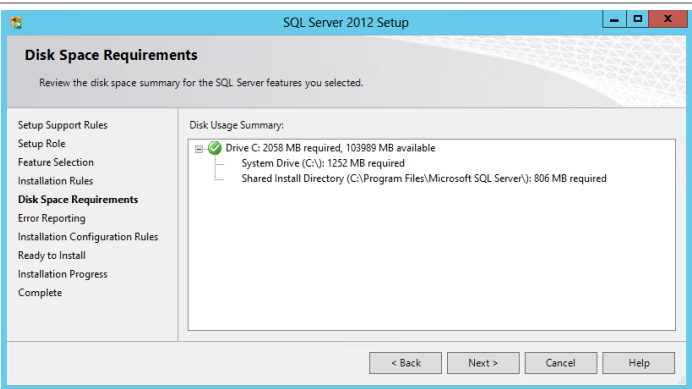 SQL Server 2012 Setup
Disk Space Requirements
Review the disk space summary for the SQL Server features you selected.
Setup Support Rules
Setup Role
Feature Selection
Installation Rules
Disk Space Requirements
Error Reporting
Installation Configuration Rules
Ready to Install
Installation Progress
Complete
Disk Usage Summary:
Drive C: 2058 MB required, 103989 MB available
System Drive (C:\): 1252 MB required
Shared Install Directory (C:\Program Files\Microsoft SQL Server\): 806 MB required
< Back
Next >
Cancel
Help